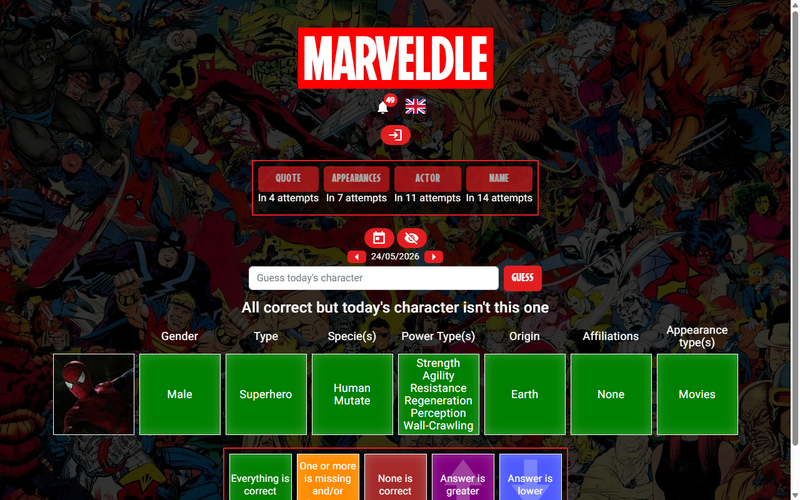 MARVELDLE
49
QUOTE APPEARANCES ACTOR NAME
In 4 attempts In 7 attempts In 11 attempts In 14 attempts
24/05/2026
Guess today's character GUESS
All correct but today's character isn't this one
Gender Type Specie(s) Power Type(s) Origin Affiliations Appearance
type(s)
Male Superhero Human
Mutate
Strength
Agility
Resistance
Regeneration
Perception
Wall-Crawling
Earth None Movies
Everything is
correct
One or more
is missing
and/or
None is
correct
Answer is
greater
Answer is
lower